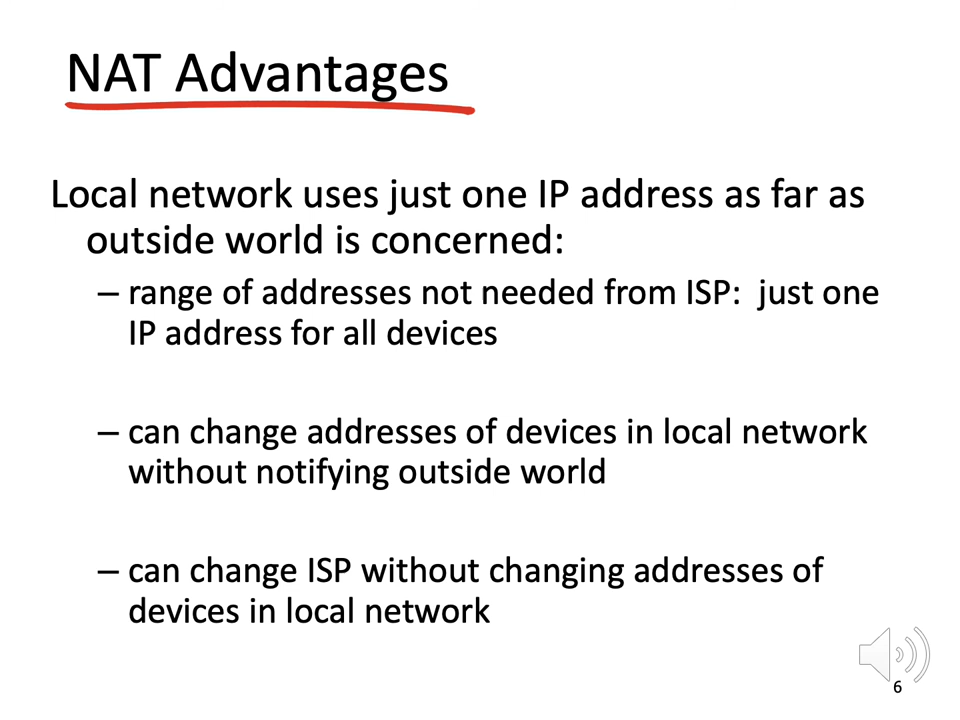 NAT Advantages
Local network uses just one IP address as far as
outside world is concerned:
– range of addresses not needed from ISP:  just one
IP address for all devices
– can change addresses of devices in local network
without notifying outside world
– can change ISP without changing addresses of
devices in local network
6